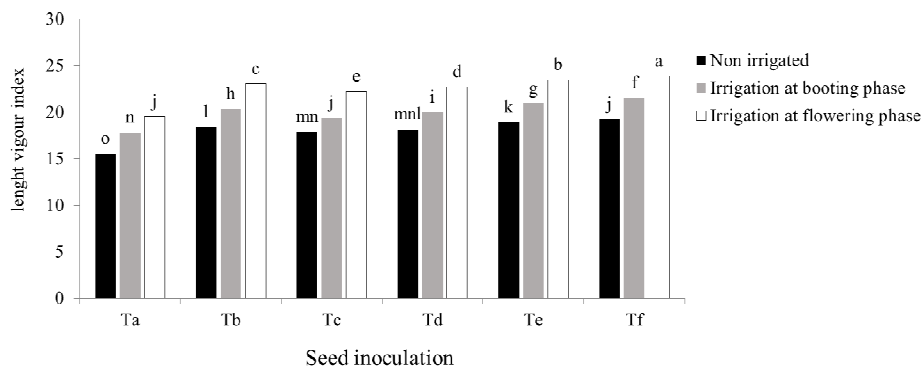 30
25
20
15
10
5
0
lenght vigour index
o n j
l h c
mn j e
mnl i d
k g b
j f a
Ta Tb Tc Td Te Tf
Seed inoculation
Non irrigated
Irrigation at booting phase
Irrigation at flowering phase